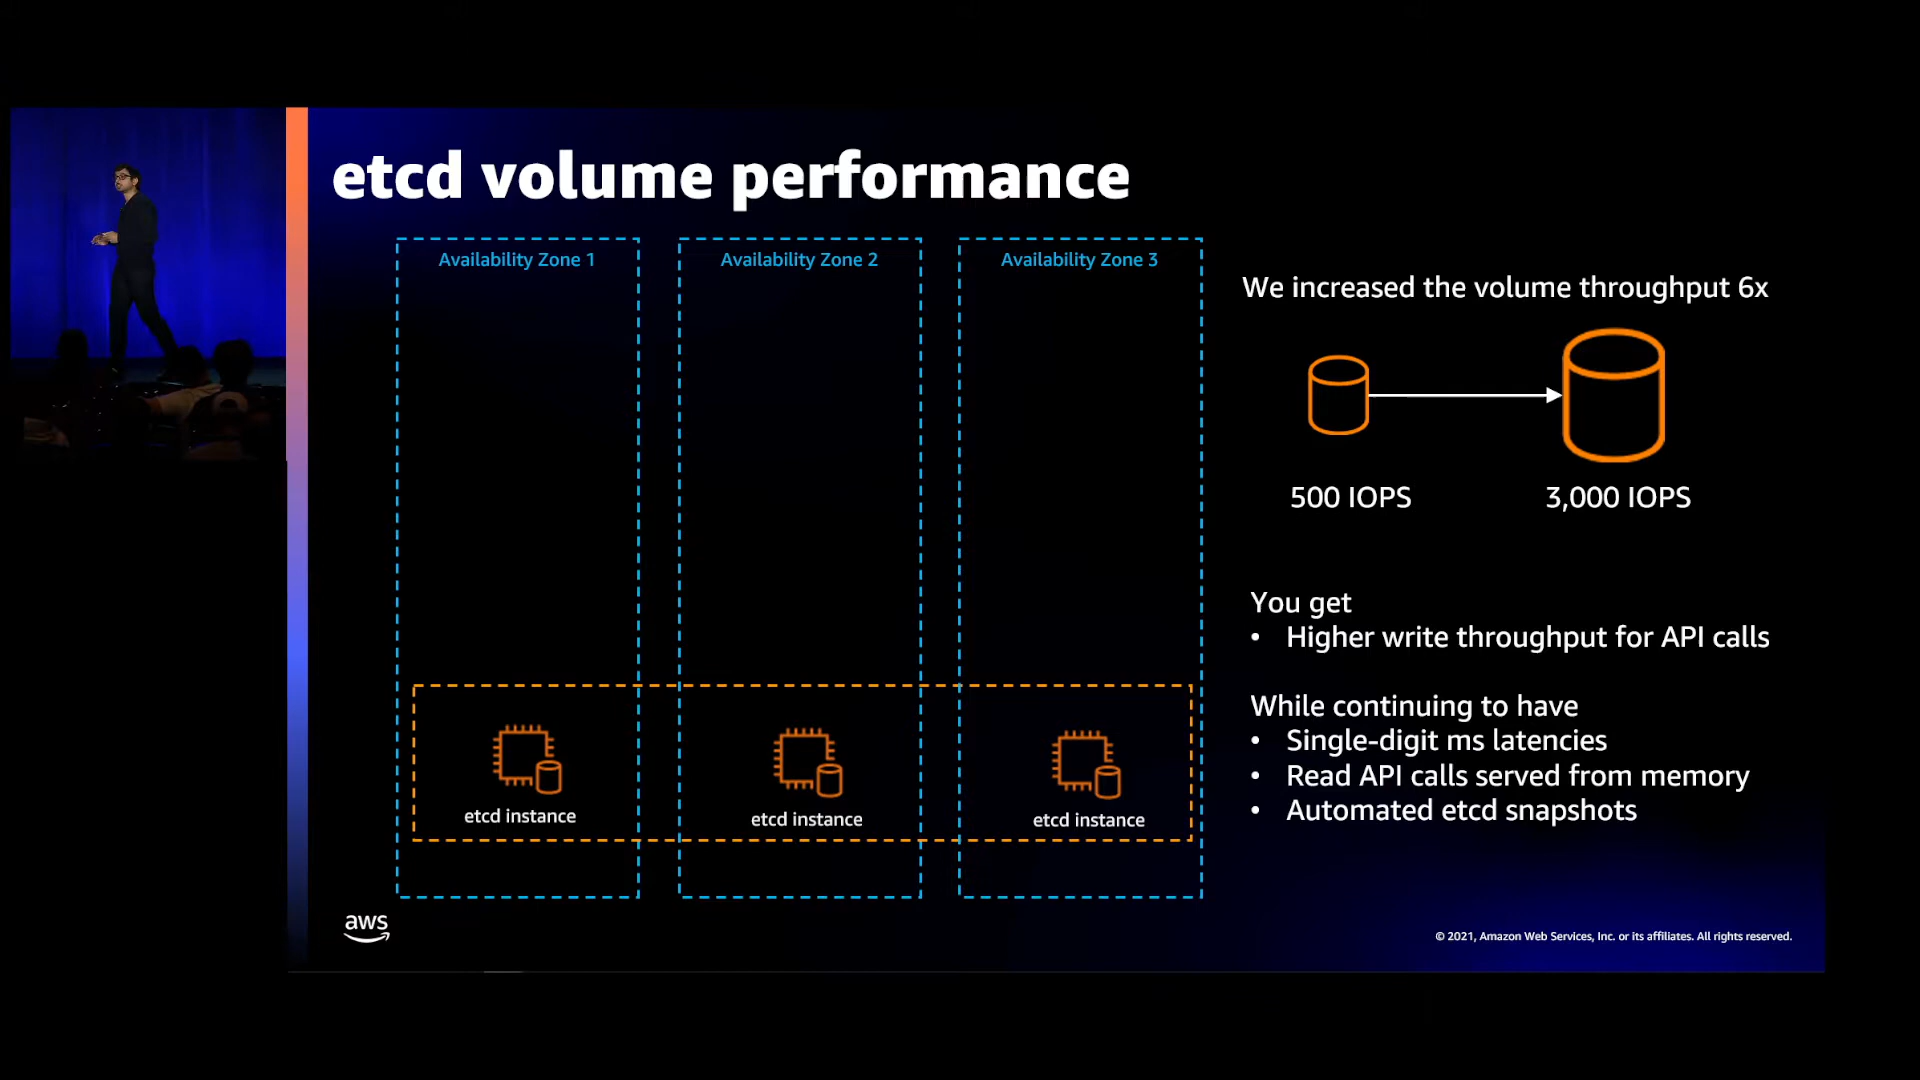 etcd volume performance
Availability Zone 1
Availability Zone 2
Availability Zone 3
etcd instance
etcd instance
etcd instance
We increased the volume throughput 6x
500 IOPS
3,000 IOPS
You get
• Higher write throughput for API calls
While continuing to have
• Single-digit ms latencies
• Read API calls served from memory
• Automated etcd snapshots
aws
© 2021, Amazon Web Services, Inc. or its affiliates. All rights reserved.